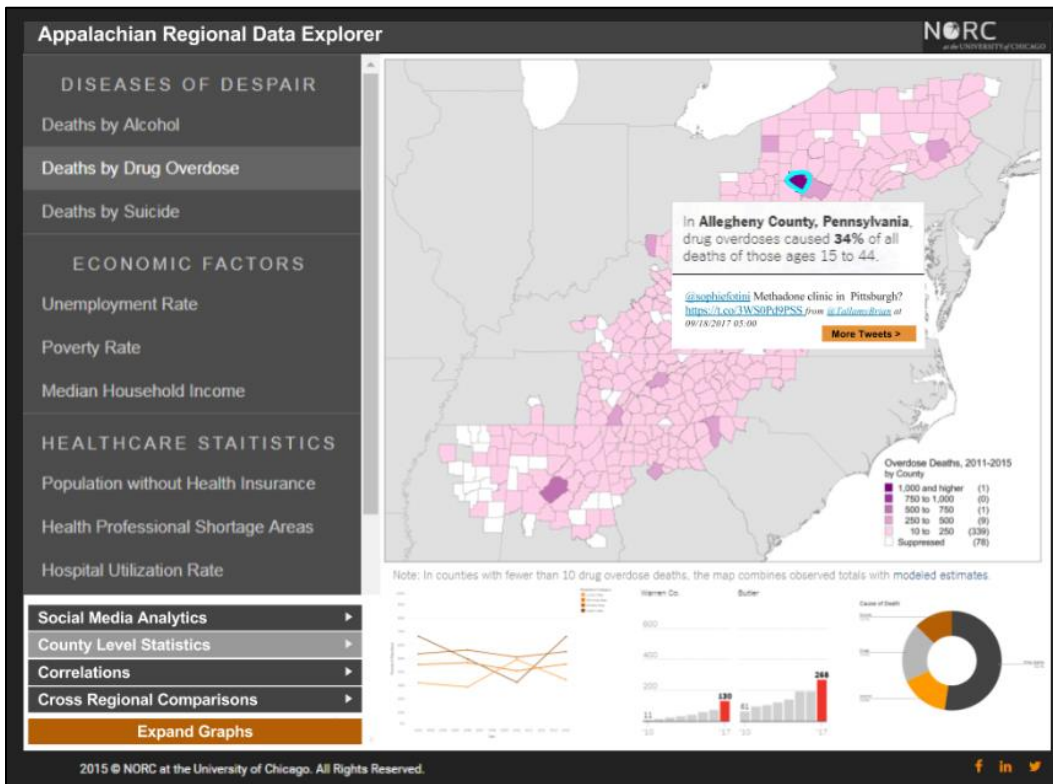 Appalachian Regional Data Explorer
NORC
at the UNIVERSITY of CHICAGO
DISEASES OF DESPAIR
Deaths by Alcohol
Deaths by Drug Overdose
Deaths by Suicide
ECONOMIC FACTORS
Unemployment Rate
Poverty Rate
Median Household Income
HEALTHCARE STAITISTICS
Population without Health Insurance
Health Professional Shortage Areas
Hospital Utilization Rate
Social Media Analytics
County Level Statistics
Correlations
Cross Regional Comparisons
Expand Graphs
In Allegheny County, Pennsylvania,
drug overdoses caused 34% of all
deaths of those ages 15 to 44.
@sophiefotini Methadone clinic in Pittsburgh?
https://t.co/3WS0Pd9PSS from @TallamyBrian at
09/18/2017 05:00
More Tweets >
Overdose Deaths, 2011-2015
by County
1,000 and higher (1)
750 to 1,000 (0)
500 to 750 (1)
250 to 500 (9)
10 to 250 (339)
Suppressed (78)
Note: In counties with fewer than 10 drug overdose deaths, the map combines observed totals with modeled estimates.
Warren Co. Butler
600
400
200
11 130 61 268
'10 '17 '10 '17
Cause of Death
2015 © NORC at the University of Chicago. All Rights Reserved.